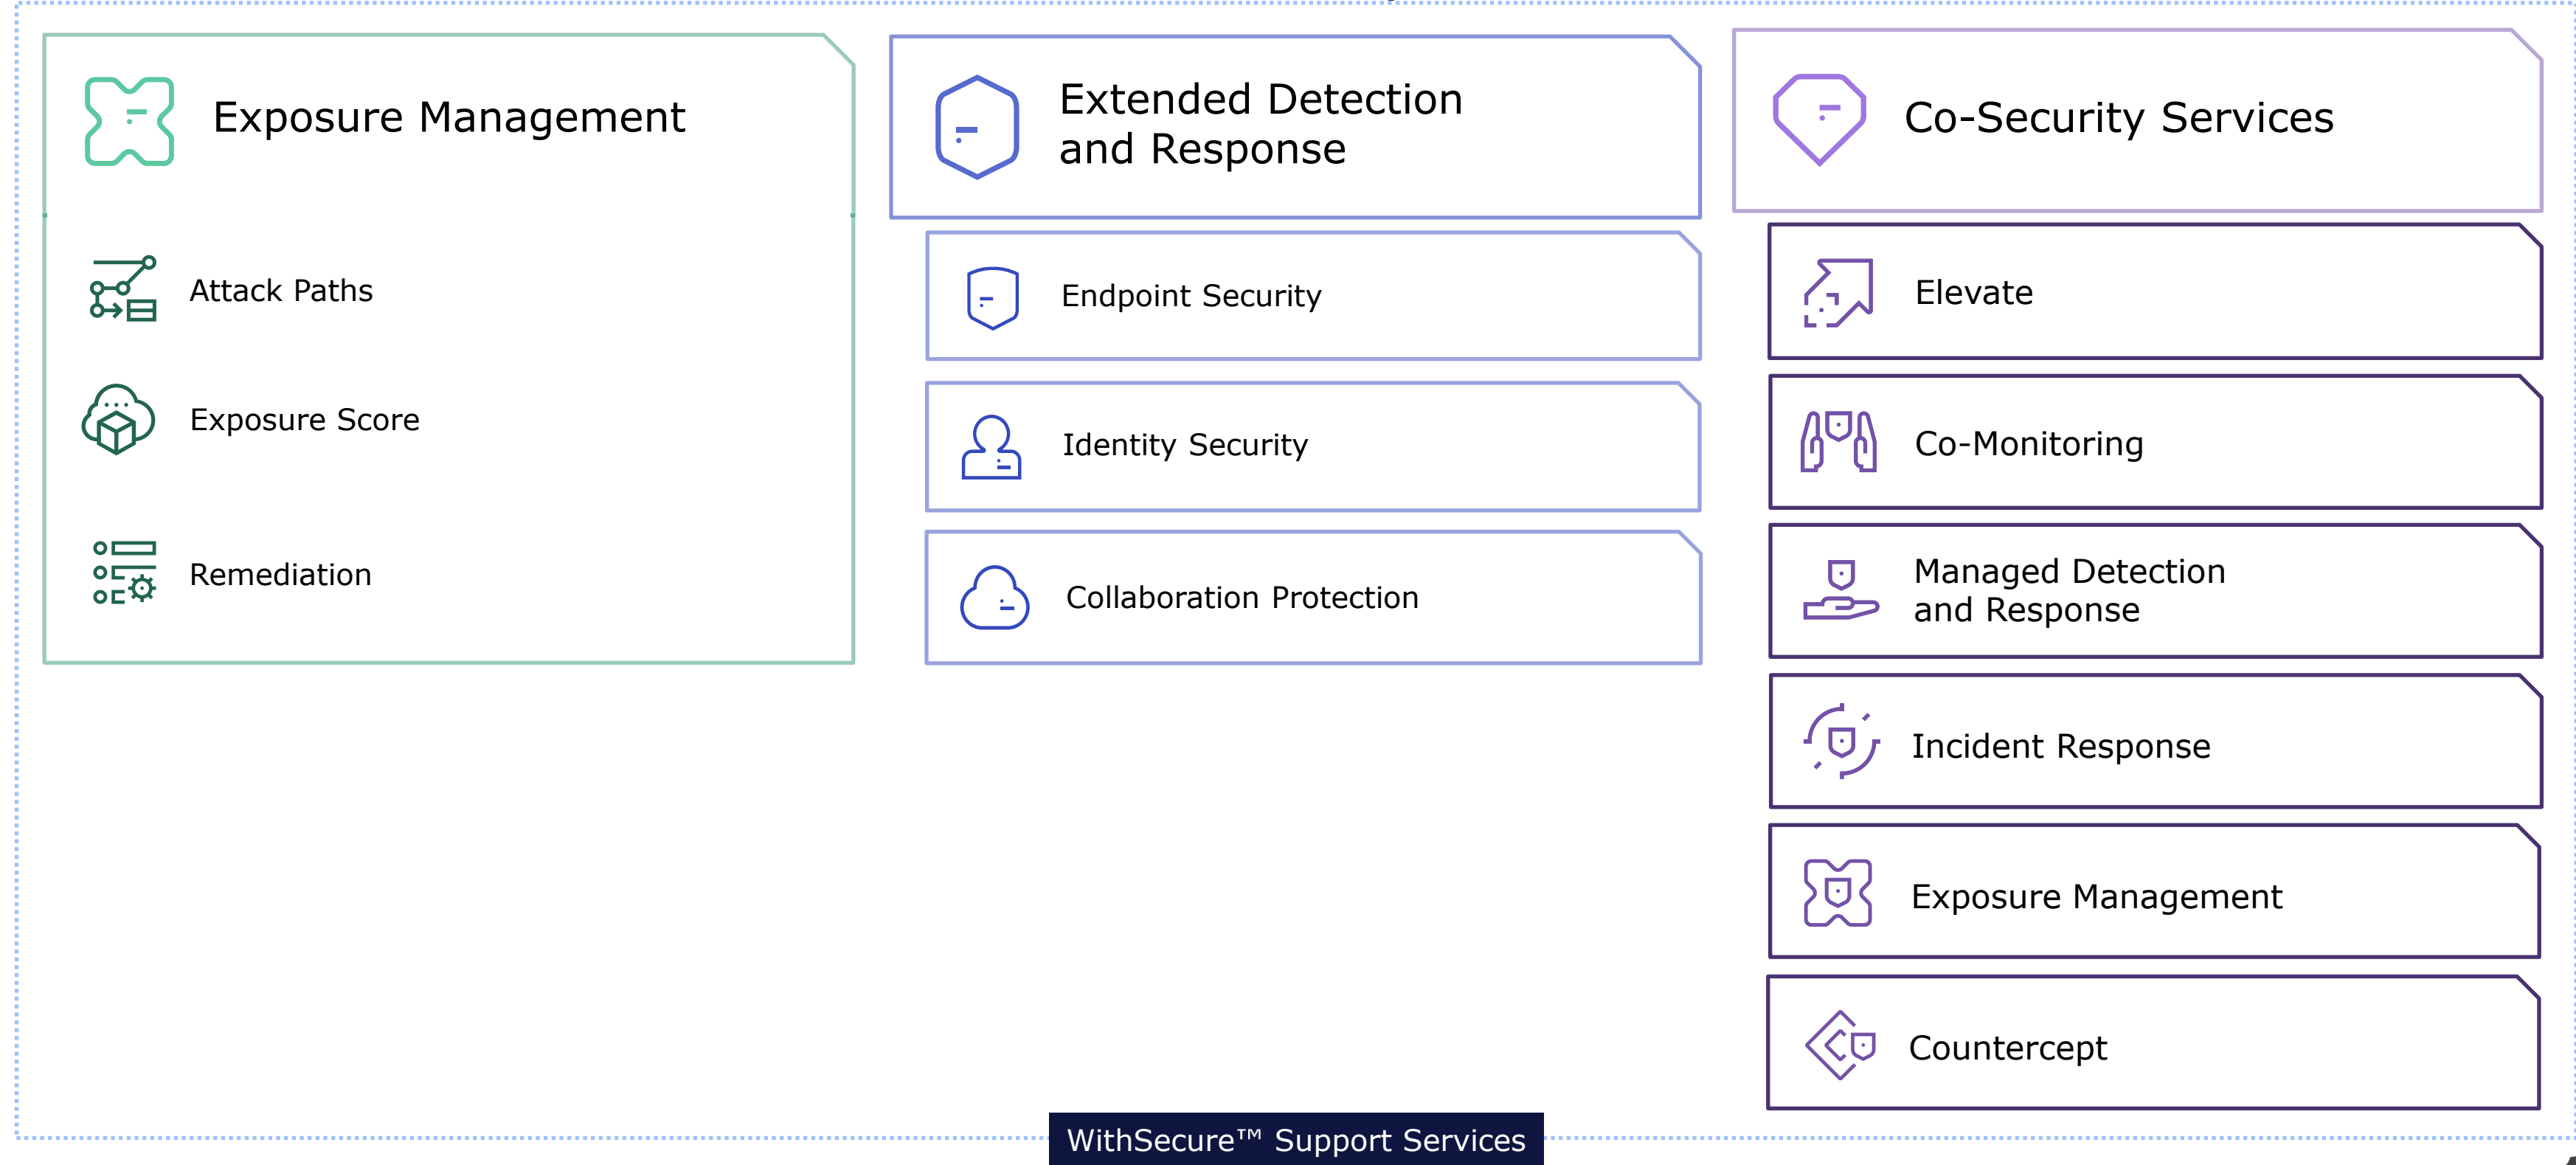 Exposure Management
Attack Paths
Exposure Score
Remediation
Extended Detection
and Response
Endpoint Security
Identity Security
Collaboration Protection
Co-Security Services
Elevate
Co-Monitoring
Managed Detection
and Response
Incident Response
Exposure Management
Countercept
WithSecure™ Support Services